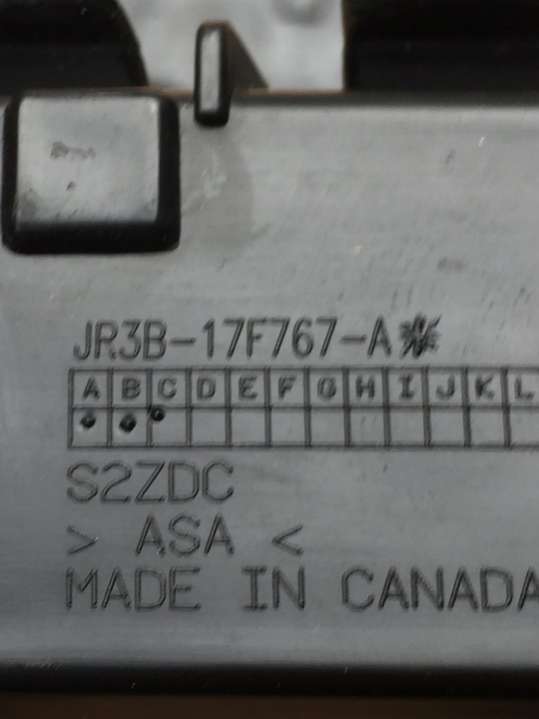 JR3B-17F767-A*
A B C D E F G H I J K L
S2ZDC
> ASA <
MADE IN CANADA